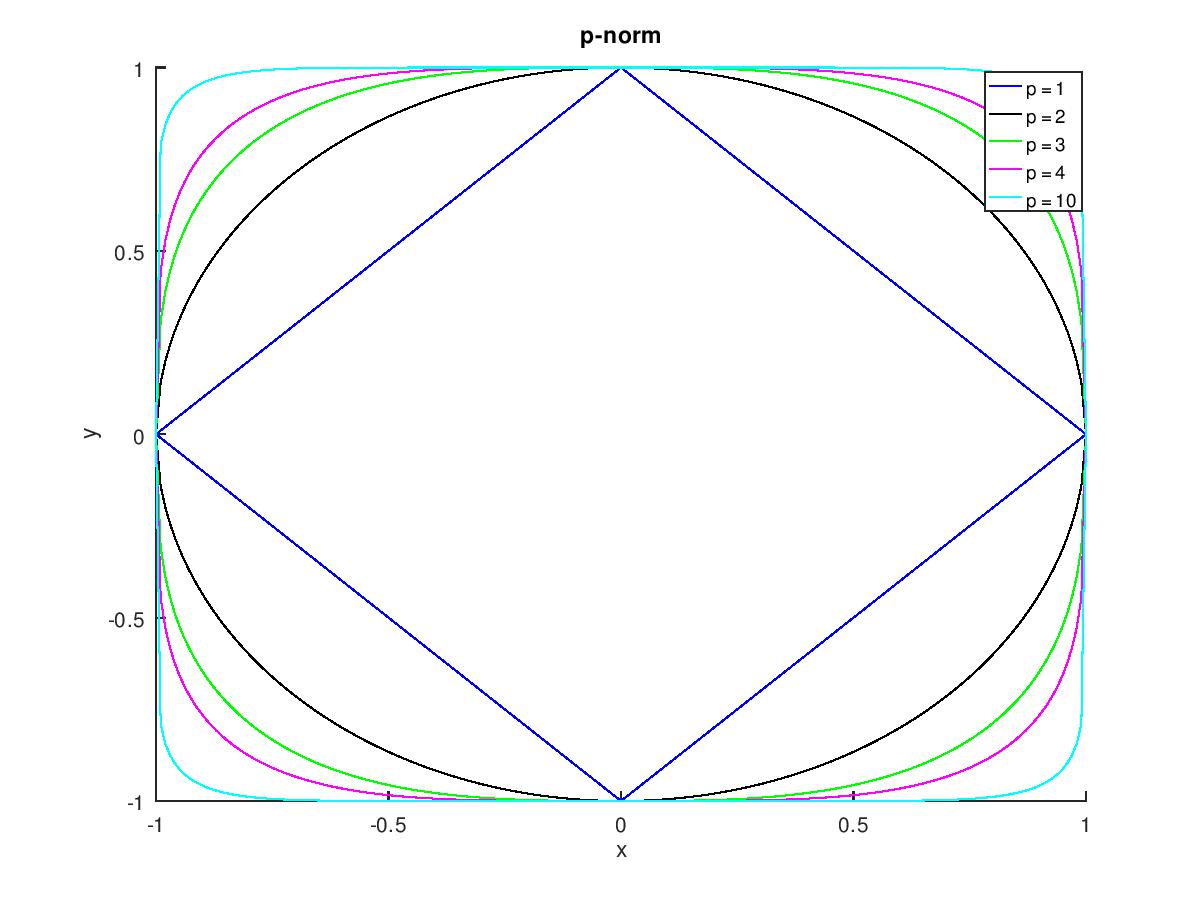 p-norm
1
0.5
0
-0.5
-1
y
-1
-0.5
0
0.5
1
x
p = 1
p = 2
p = 3
p = 4
p = 10